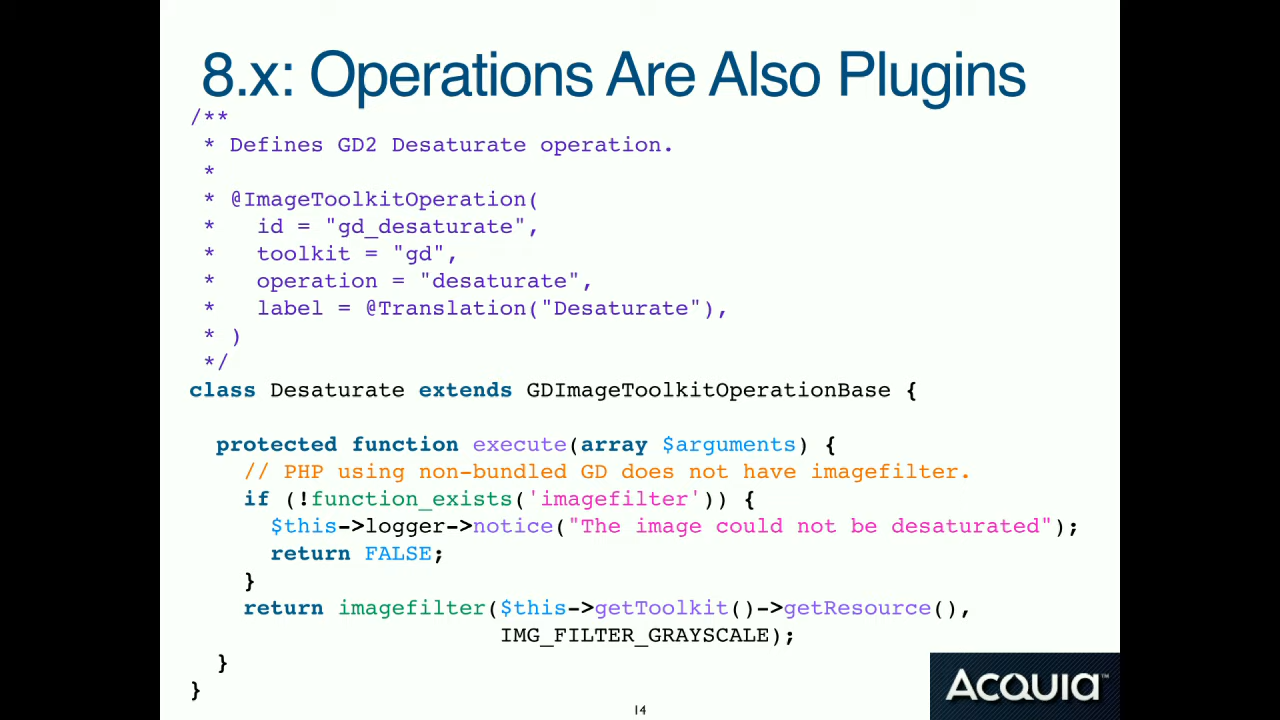 8.x: Operations Are Also Plugins
/**
 * Defines GD2 Desaturate operation.
 *
 * @ImageToolkitOperation(
 *   id = "gd_desaturate",
 *   toolkit = "gd",
 *   operation = "desaturate",
 *   label = @Translation("Desaturate"),
 * )
 */
class Desaturate extends GDImageToolkitOperationBase {
  protected function execute(array $arguments) {
    // PHP using non-bundled GD does not have imagefilter.
    if (!function_exists('imagefilter')) {
      $this->logger->notice("The image could not be desaturated");
      return FALSE;
    }
    return imagefilter($this->getToolkit()->getResource(),
                       IMG_FILTER_GRAYSCALE);
  }
}
ACQUIA™
14